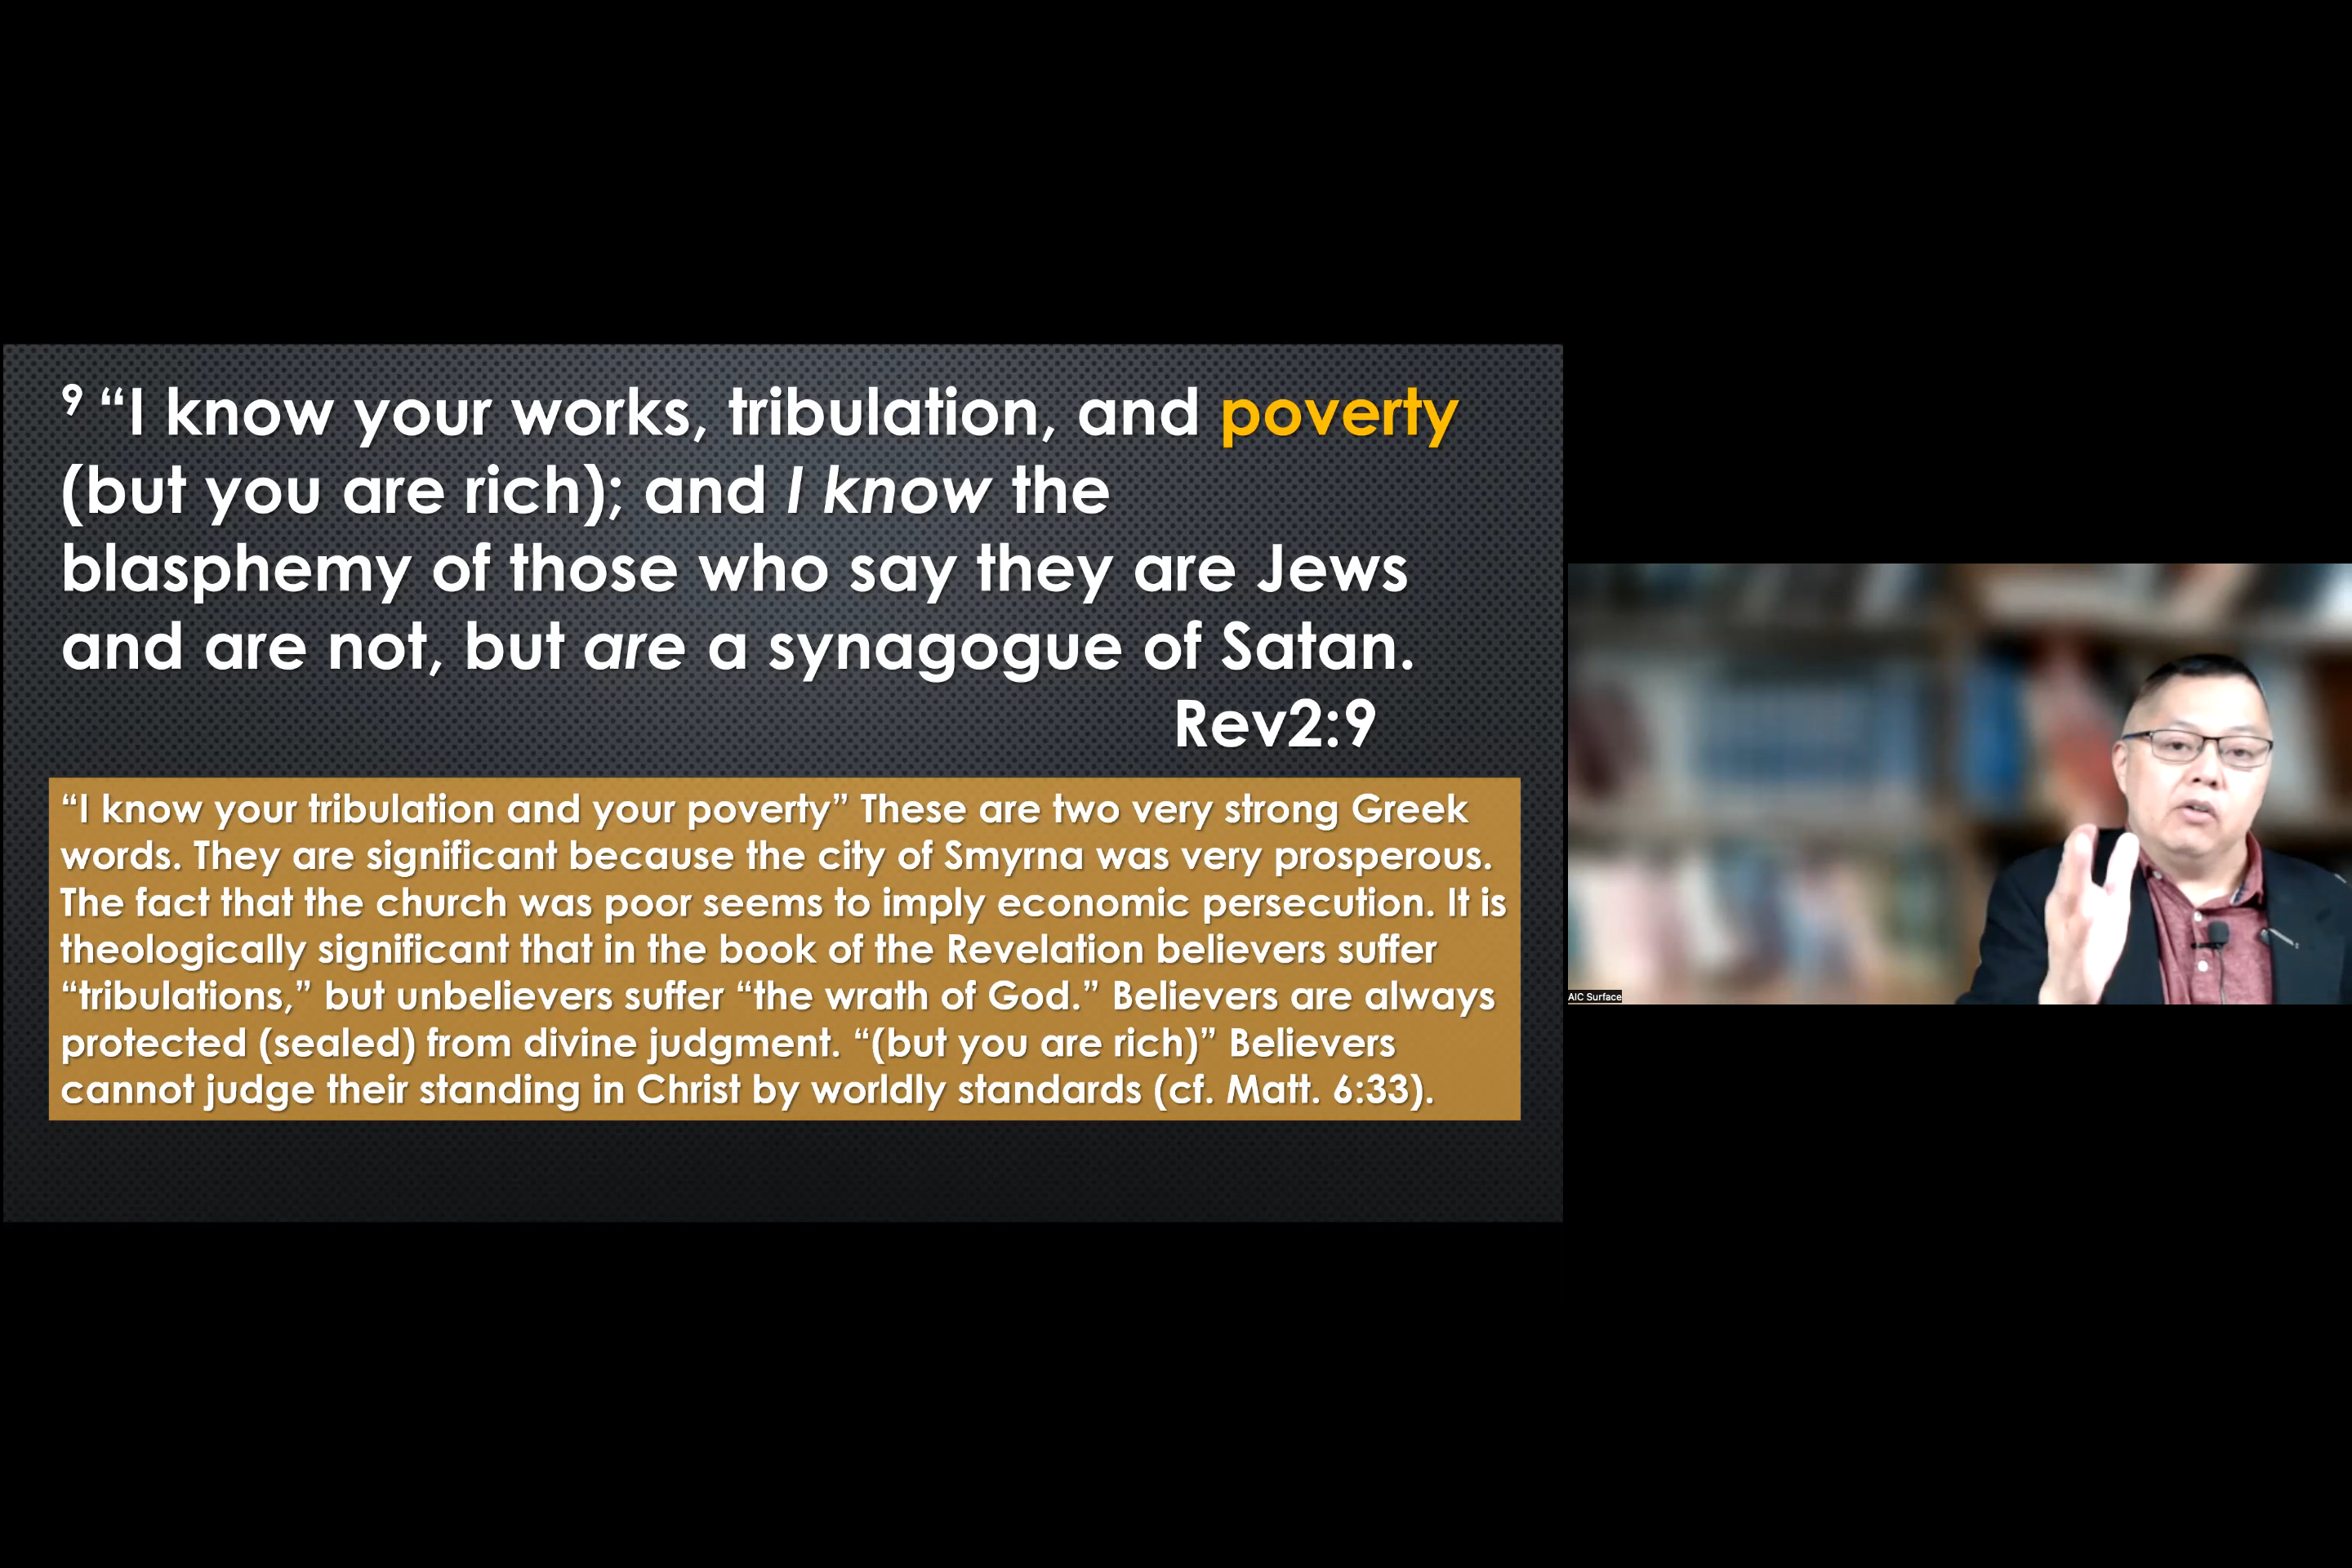 9 “I know your works, tribulation, and poverty
(but you are rich); and I know the
blasphemy of those who say they are Jews
and are not, but are a synagogue of Satan.
Rev2:9
“I know your tribulation and your poverty” These are two very strong Greek
words. They are significant because the city of Smyrna was very prosperous.
The fact that the church was poor seems to imply economic persecution. It is
theologically significant that in the book of the Revelation believers suffer
“tribulations,” but unbelievers suffer “the wrath of God.” Believers are always
protected (sealed) from divine judgment. “(but you are rich)” Believers
cannot judge their standing in Christ by worldly standards (cf. Matt. 6:33).
AIC Surface